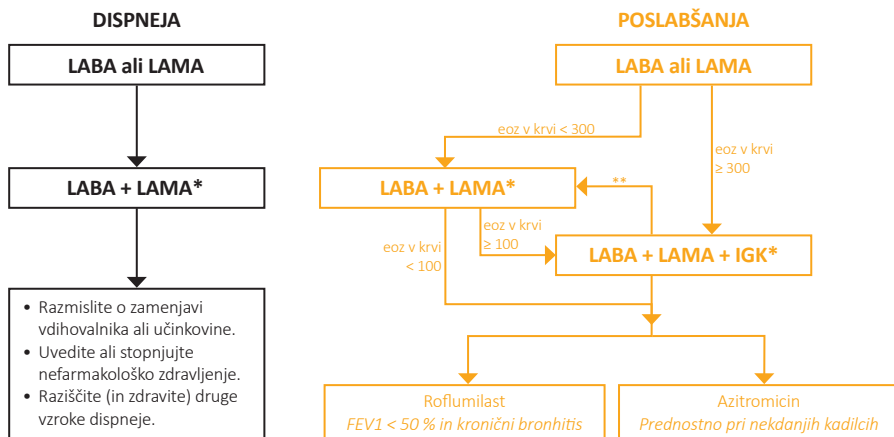 DISPNEJA
LABA ali LAMA
LABA + LAMA*
• Razmislite o zamenjavi
vdihovalnika ali učinkovine.
• Uvedite ali stopnjujte
nefarmakološko zdravljenje.
• Raziščite (in zdravite) druge
vzroke dispneje.
POSLABŠANJA
LABA ali LAMA
eoz v krvi < 300
eoz v krvi
≥ 300
LABA + LAMA*
**
eoz v krvi
≥ 100
eoz v krvi
< 100
LABA + LAMA + IGK*
Roflumilast
FEV1 < 50 % in kronični bronhitis
Azitromicin
Prednostno pri nekdanjih kadilcih